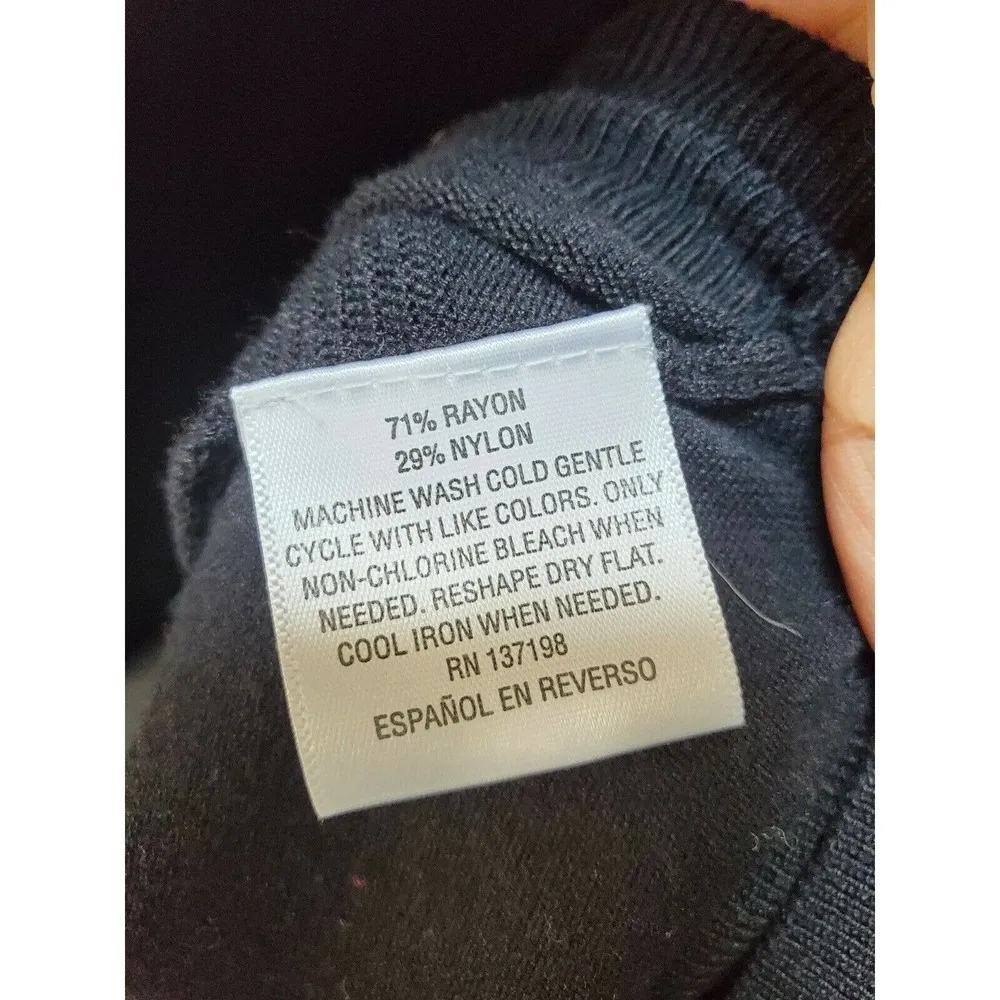 71% RAYON
29% NYLON
MACHINE WASH COLD GENTLE
CYCLE WITH LIKE COLORS. ONLY
NON-CHLORINE BLEACH WHEN
NEEDED. RESHAPE DRY FLAT.
COOL IRON WHEN NEEDED.
RN 137198
ESPAÑOL EN REVERSO